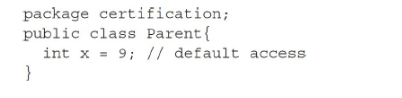 package certification;
public class Parent{
  int x = 9; // default access
}